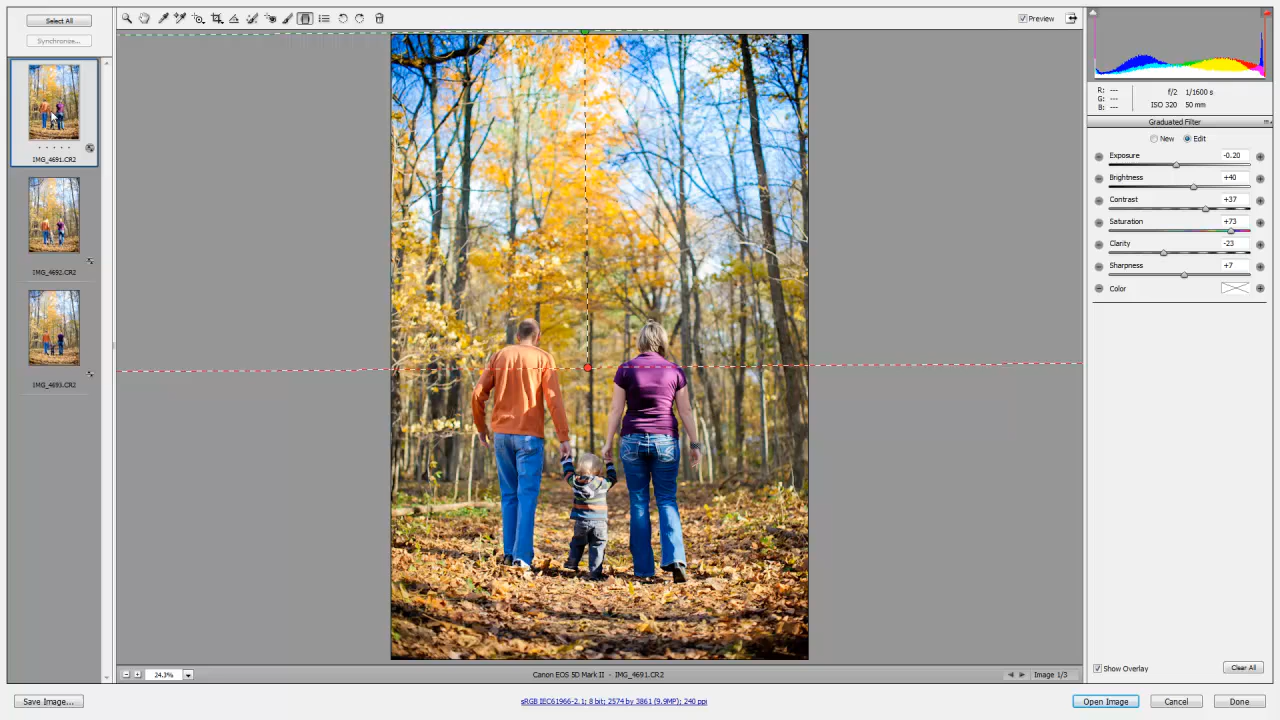 Select All
Synchronize...
IMG_4691.CR2
IMG_4692.CR2
IMG_4693.CR2
Preview
R: ---
G: ---
B: ---
f/2 1/1600 s
ISO 320 50 mm
Graduated Filter
New Edit
Exposure -0.20
Brightness +40
Contrast +37
Saturation +73
Clarity -23
Sharpness +7
Color
Show Overlay
Clear All
24.3%
Canon EOS 5D Mark II - IMG_4691.CR2
Image 1/3
Save Image...
sRGB IEC61966-2.1; 8 bit; 2574 by 3861 (9.9MP); 240 ppi
Open Image
Cancel
Done